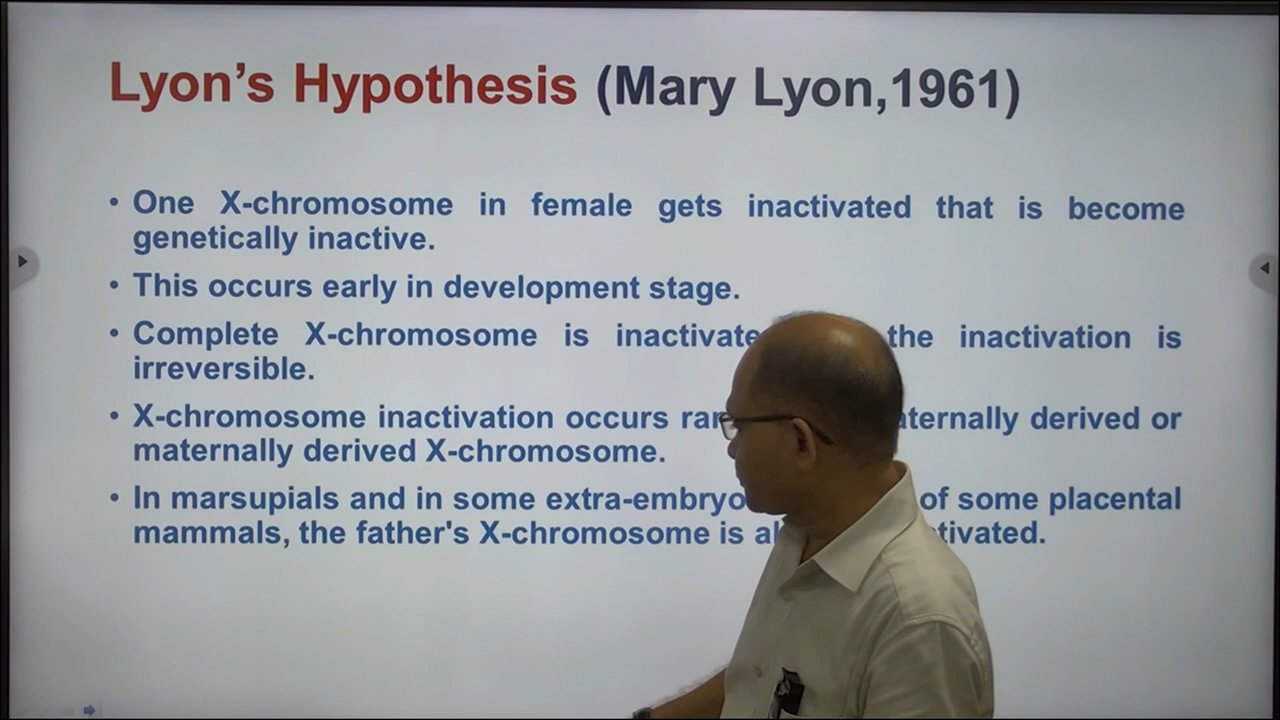 Lyon's Hypothesis (Mary Lyon,1961)
• One X-chromosome in female gets inactivated that is become
genetically inactive.
• This occurs early in development stage.
• Complete X-chromosome is the inactivation is
irreversible.
• X-chromosome inactivation occurs derived or
maternally derived X-chromosome.
• In marsupials and in some of some placental
mammals, the father's X-chromosome is